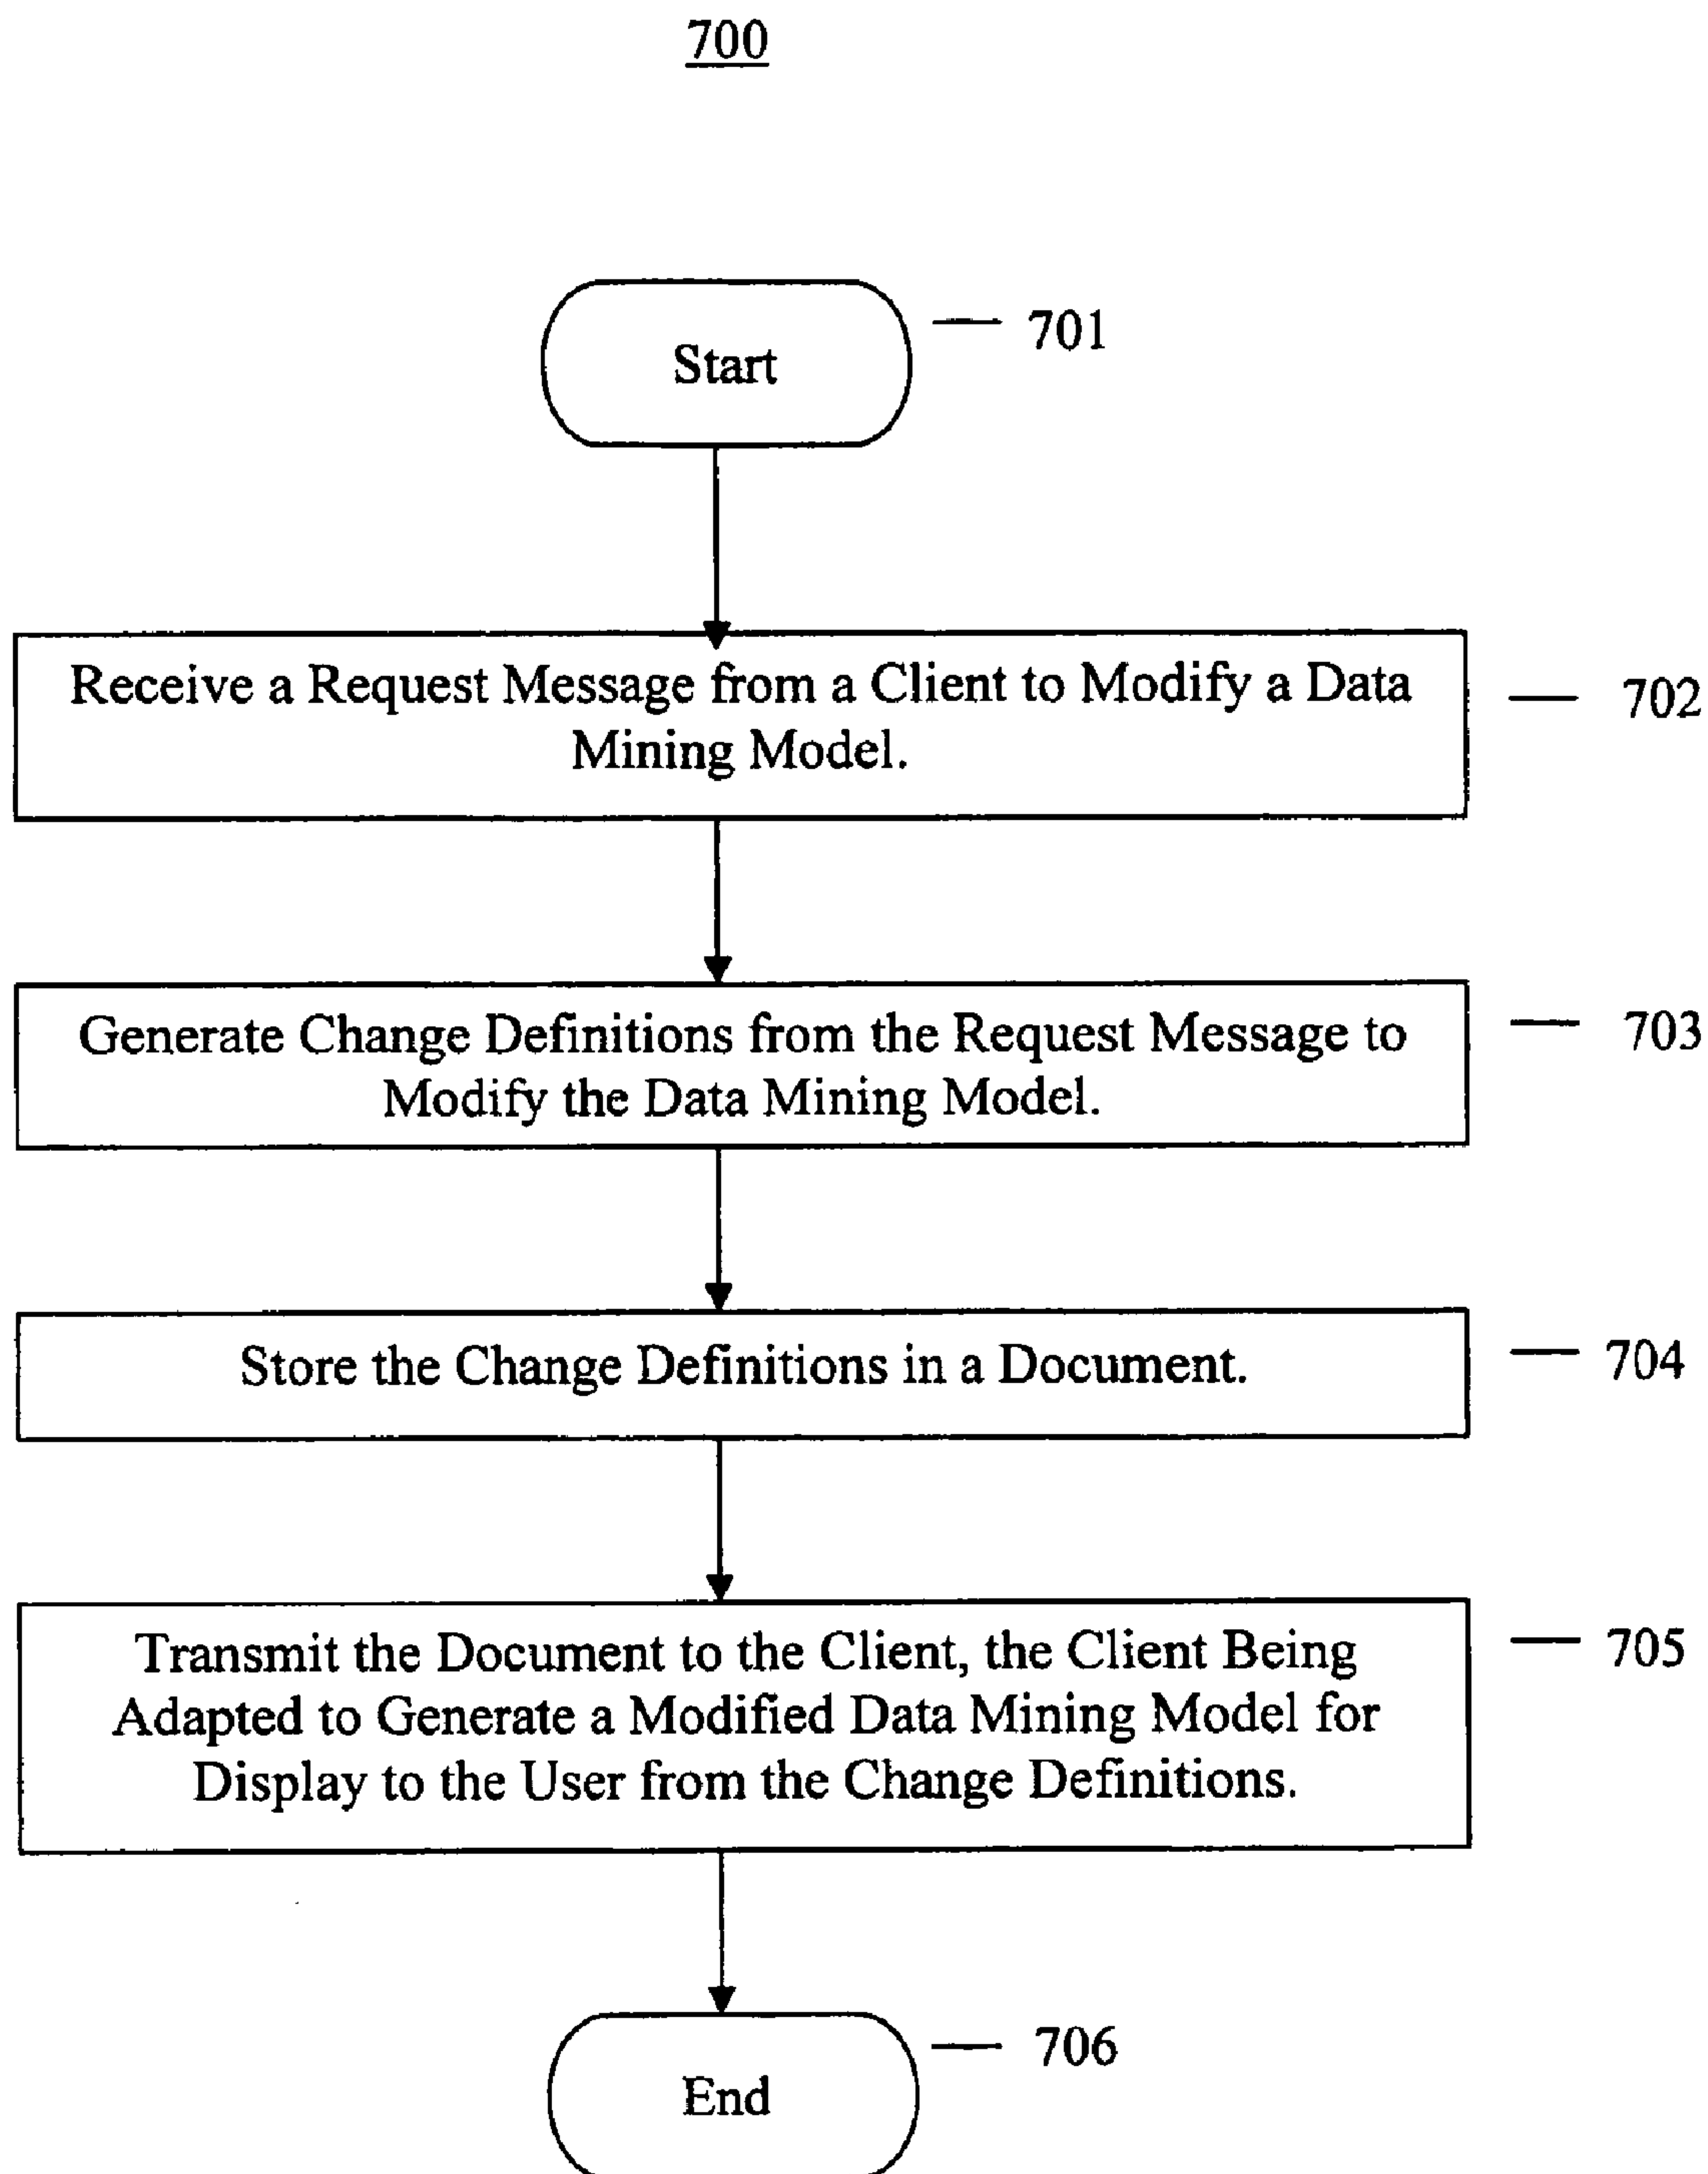 700
Start
701
Receive a Request Message from a Client to Modify a Data
Mining Model.
702
Generate Change Definitions from the Request Message to
Modify the Data Mining Model.
703
Store the Change Definitions in a Document.
704
Transmit the Document to the Client, the Client Being
Adapted to Generate a Modified Data Mining Model for
Display to the User from the Change Definitions.
705
End
706